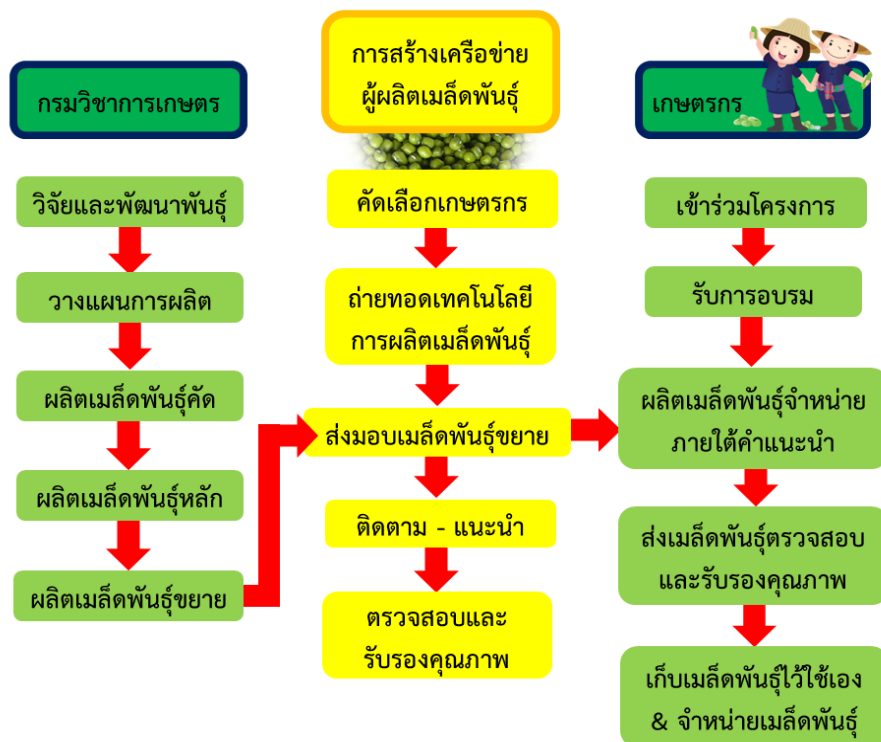 กรมวิชาการเกษตร
วิจัยและพัฒนาพันธุ์
วางแผนการผลิต
ผลิตเมล็ดพันธุ์คัด
ผลิตเมล็ดพันธุ์หลัก
ผลิตเมล็ดพันธุ์ขยาย
การสร้างเครือข่าย
ผู้ผลิตเมล็ดพันธุ์
คัดเลือกเกษตรกร
ถ่ายทอดเทคโนโลยี
การผลิตเมล็ดพันธุ์
ส่งมอบเมล็ดพันธุ์ขยาย
ติดตาม - แนะนำ
ตรวจสอบและ
รับรองคุณภาพ
เกษตรกร
เข้าร่วมโครงการ
รับการอบรม
ผลิตเมล็ดพันธุ์จำหน่าย
ภายใต้คำแนะนำ
ส่งเมล็ดพันธุ์ตรวจสอบ
และรับรองคุณภาพ
เก็บเมล็ดพันธุ์ไว้ใช้เอง
& จำหน่ายเมล็ดพันธุ์